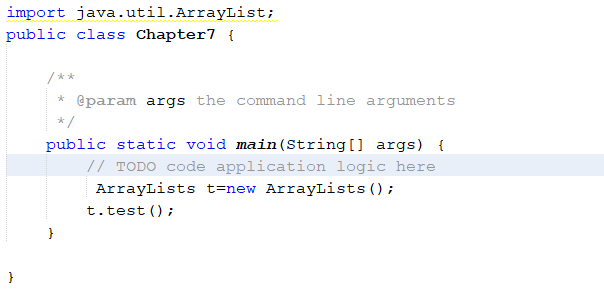 import java.util.ArrayList;
public class Chapter7 {
/**
* @param args the command line arguments
*/
public static void main(String[] args) {
// TODO code application logic here
ArrayLists t=new ArrayLists();
t.test();
}
}